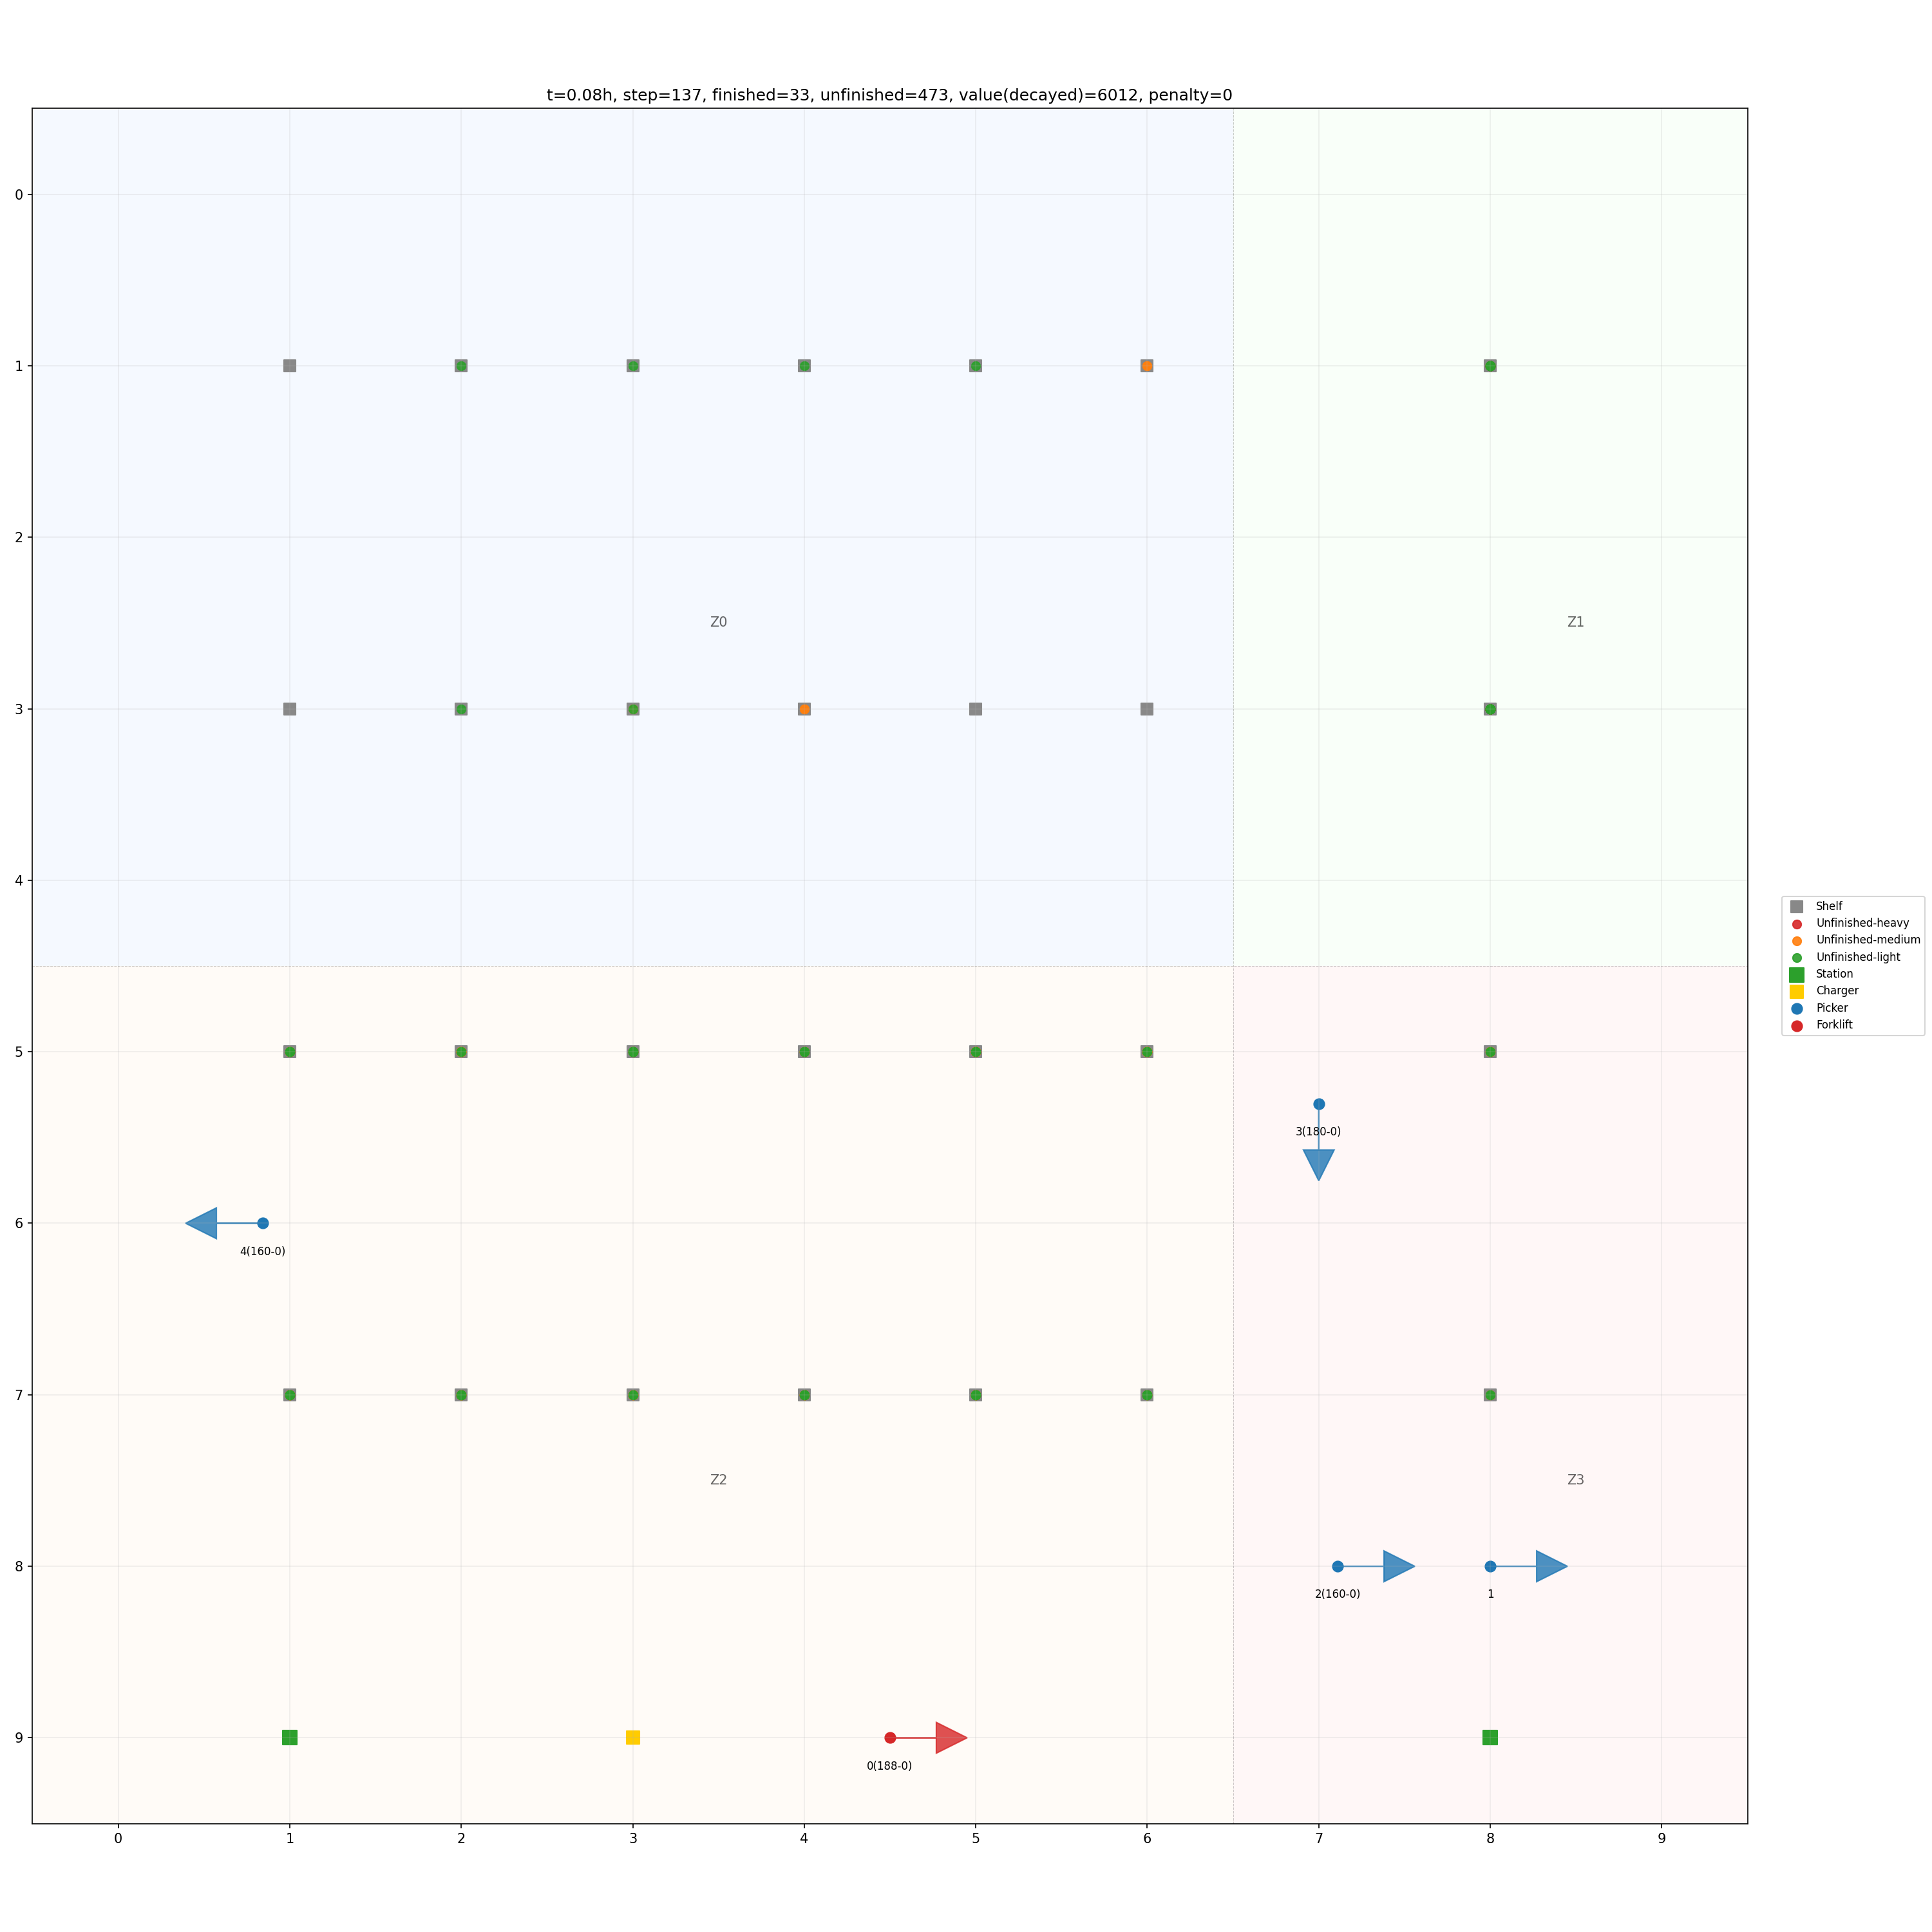 t=0.08h, step=137, finished=33, unfinished=473, value(decayed)=6012, penalty=0
0
1
2
Z0
Z1
3
4
Shelf
Unfinished-heavy
Unfinished-medium
Unfinished-light
Station
Charger
Picker
Forklift
5
3(180-0)
6
4(160-0)
7
Z2
Z3
8
2(160-0)
1
9
0(188-0)
0 1 2 3 4 5 6 7 8 9